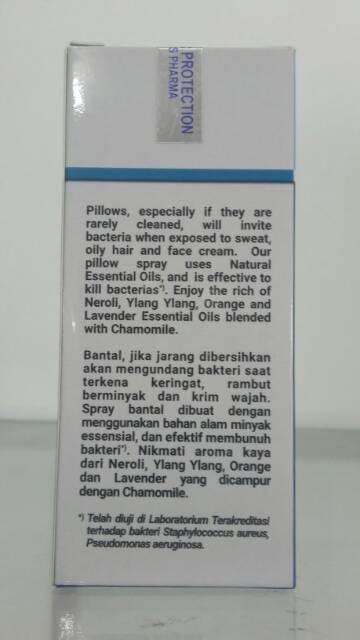 PROTECTION
S PHARMA
Pillows, especially if they are
rarely cleaned, will invite
bacteria when exposed to sweat,
oily hair and face cream. Our
pillow spray uses Natural
Essential Oils, and is effective to
kill bacterias*). Enjoy the rich of
Neroli, Ylang Ylang, Orange and
Lavender Essential Oils blended
with Chamomile.
Bantal, jika jarang dibersihkan
akan mengundang bakteri saat
terkena keringat, rambut
berminyak dan krim wajah.
Spray bantal dibuat dengan
menggunakan bahan alam minyak
essensial, dan efektif membunuh
bakteri*). Nikmati aroma kaya
dari Neroli, Ylang Ylang, Orange
dan Lavender yang dicampur
dengan Chamomile.
*) Telah diuji di Laboratorium Terakreditasi
terhadap bakteri Staphylococcus aureus,
Pseudomonas aeruginosa.